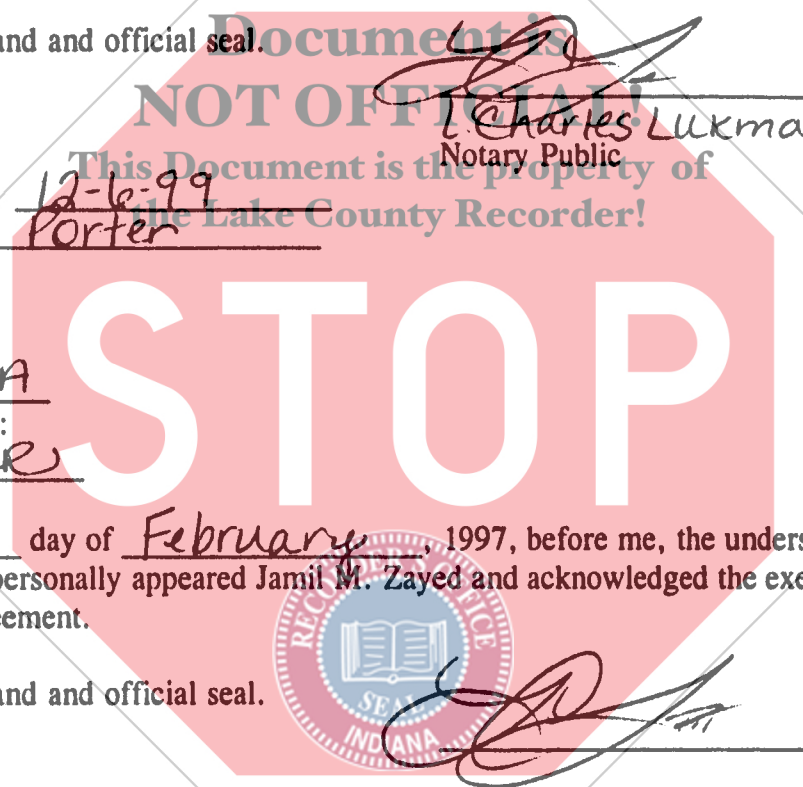 and and official seal.
Document is
NOT OFFICIAL!
L. Charles Lukma
Notary Public
This Document is the property of
the Lake County Recorder!
12-6-99
Porter
STOP
A
:
R
day of February, 1997, before me, the unders
personally appeared Jamil M. Zayed and acknowledged the exe
eement.
RECORDER'S OFFICE
SEAL
INDIANA
and and official seal.